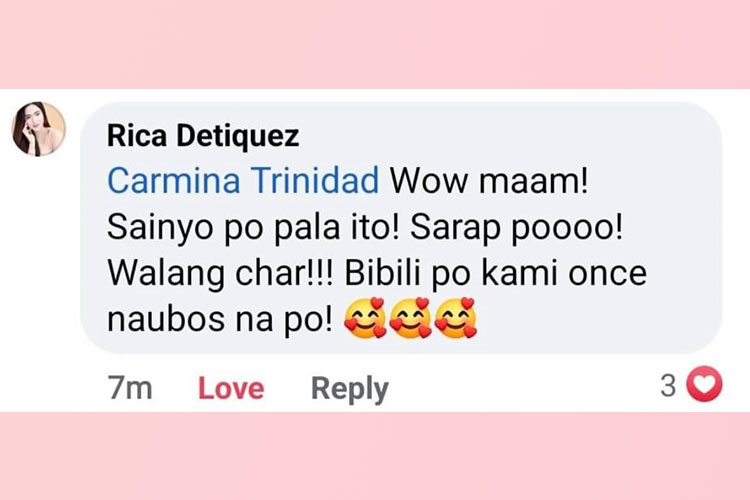 Rica Detiquez
Carmina Trinidad Wow maam!
Sainyo po pala ito! Sarap poooo!
Walang char!!! Bibili po kami once
naubos na po! 🥰🥰🥰
7m Love Reply 3